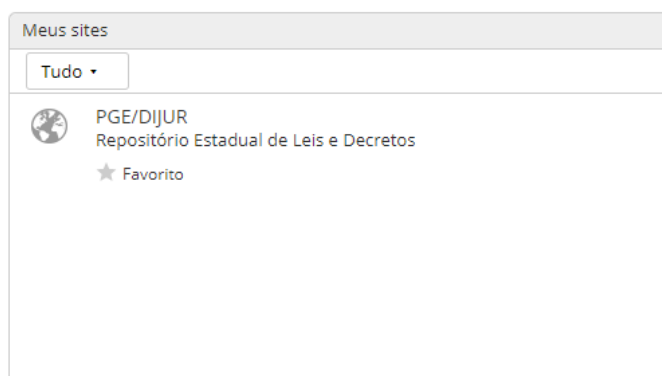 Meus sites
Tudo
PGE/DIJUR
Repositório Estadual de Leis e Decretos
Favorito